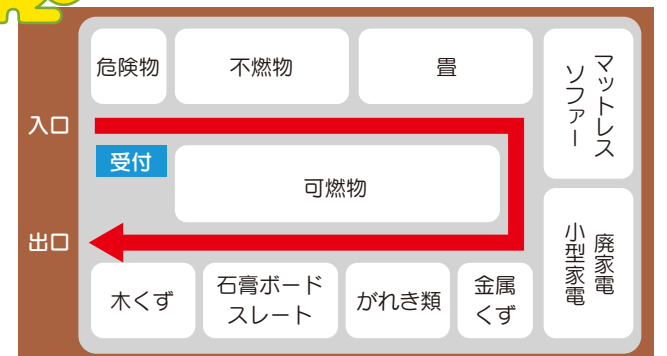 危険物
不燃物
畳
マットレス
ソファー
入口
受付
可燃物
出口
廃家電
小型家電
木くず
石膏ボード
スレート
がれき類
金属
くず